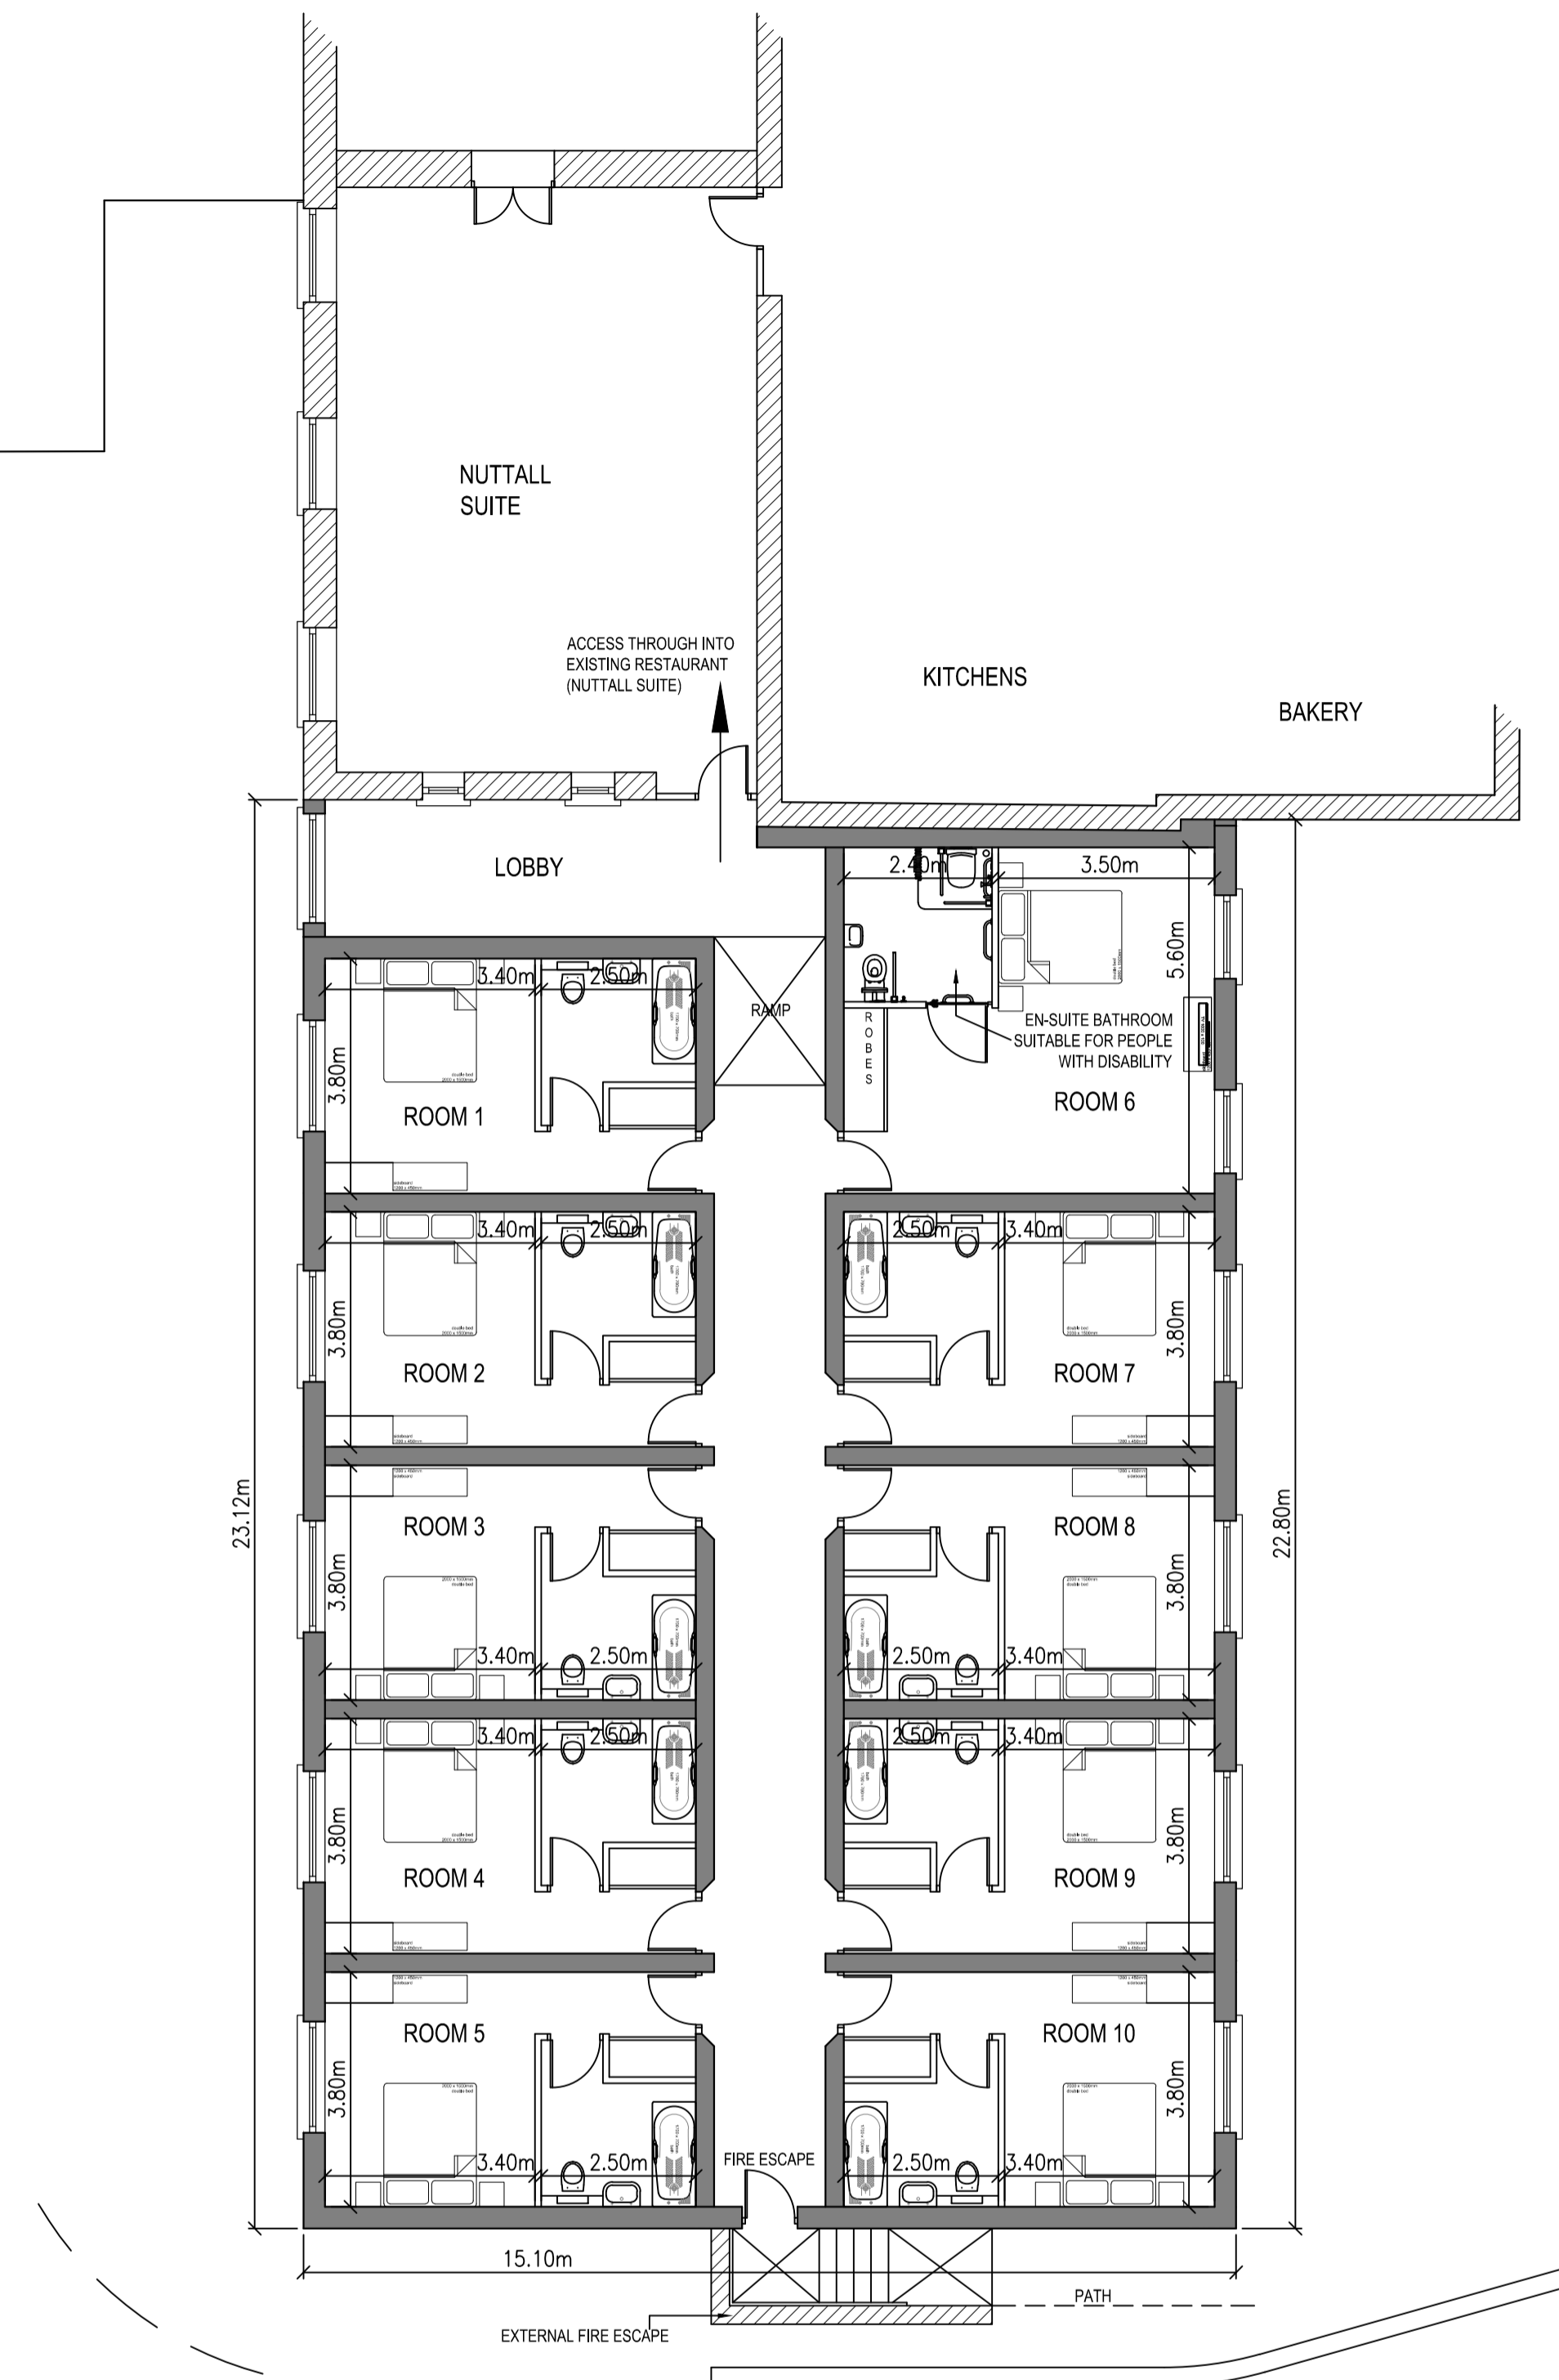 NUTTALL
SUITE
ACCESS THROUGH INTO
EXISTING RESTAURANT
(NUTTALL SUITE)
KITCHENS
BAKERY
LOBBY
2.40m
3.50m
5.60m
3.40m
2.50m
RAMP
R
O
B
E
S
EN-SUITE BATHROOM
SUITABLE FOR PEOPLE
WITH DISABILITY
3.80m
ROOM 1
ROOM 6
3.40m
2.50m
2.50m
3.40m
3.80m
3.80m
ROOM 2
ROOM 7
23.12m
22.80m
ROOM 3
ROOM 8
3.80m
3.80m
3.40m
2.50m
2.50m
3.40m
3.40m
2.50m
2.50m
3.40m
3.80m
3.80m
ROOM 4
ROOM 9
ROOM 5
ROOM 10
3.80m
3.80m
FIRE ESCAPE
3.40m
2.50m
2.50m
3.40m
15.10m
PATH
EXTERNAL FIRE ESCAPE